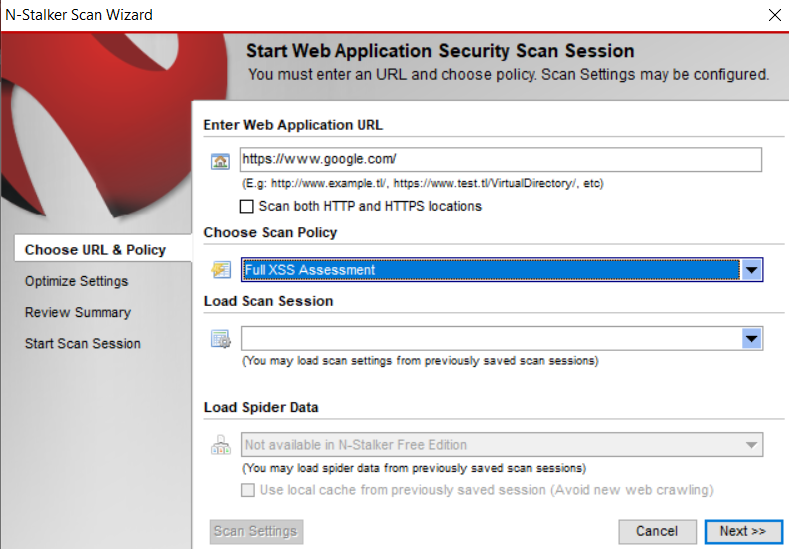 N-Stalker Scan Wizard
Start Web Application Security Scan Session
You must enter an URL and choose policy. Scan Settings may be configured.
Enter Web Application URL
https://www.google.com/
(E.g: http://www.example.tl/, https://www.test.tl/VirtualDirectory/, etc)
Scan both HTTP and HTTPS locations
Choose Scan Policy
Choose URL & Policy
Full XSS Assessment
Optimize Settings
Load Scan Session
Review Summary
Start Scan Session
(You may load scan settings from previously saved scan sessions)
Load Spider Data
Not available in N-Stalker Free Edition
(You may load spider data from previously saved scan sessions)
Use local cache from previously saved session (Avoid new web crawling)
Scan Settings
Cancel
Next >>